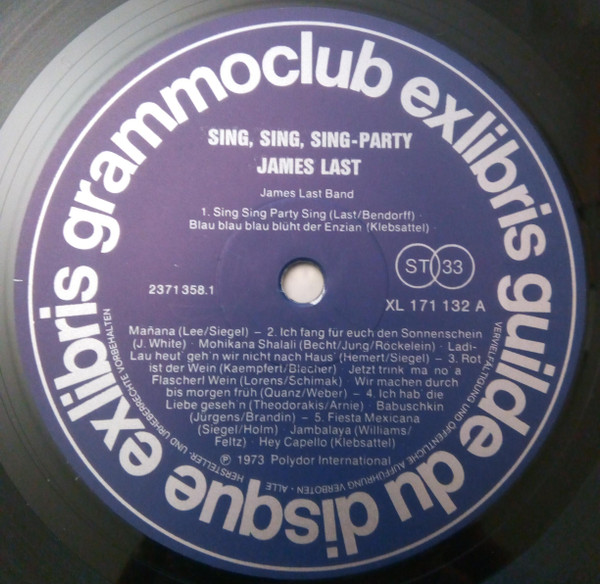 exlibris grammoclub exlibris guilde du disque
SING, SING, SING-PARTY
JAMES LAST
James Last Band
1. Sing Sing Party Sing (Last/Bendorff) ·
Blau blau blau blüht der Enzian (Klebsattel) ·
ST 33
2371 358.1
XL 171 132 A
Mañana (Lee/Siegel) – 2. Ich fang für euch den Sonnenschein
(J. White) · Mohikana Shalali (Becht/Jung/Röckelein) · Ladi-
Lau heut' geh'n wir nicht nach Haus' (Hemert/Siegel) – 3. Rot
ist der Wein (Kaempfert/Blecher) · Jetzt trink ma no' a
Flascherl Wein (Lorens/Schimak) · Wir machen durch
bis morgen früh (Quanz/Weber) – 4. Ich hab' die
Liebe geseh'n (Theodorakis/Arnie) · Babuschkin
(Jürgens/Brandin) – 5. Fiesta Mexicana
(Siegel/Holm) · Jambalaya (Williams/
Feltz) · Hey Capello (Klebsattel)
℗ 1973 Polydor International
ALLE HERSTELLER- UND URHEBERRECHTE VORBEHALTEN
VERVIELFÄLTIGUNG UND ÖFFENTLICHE AUFFÜHRUNG VERBOTEN -